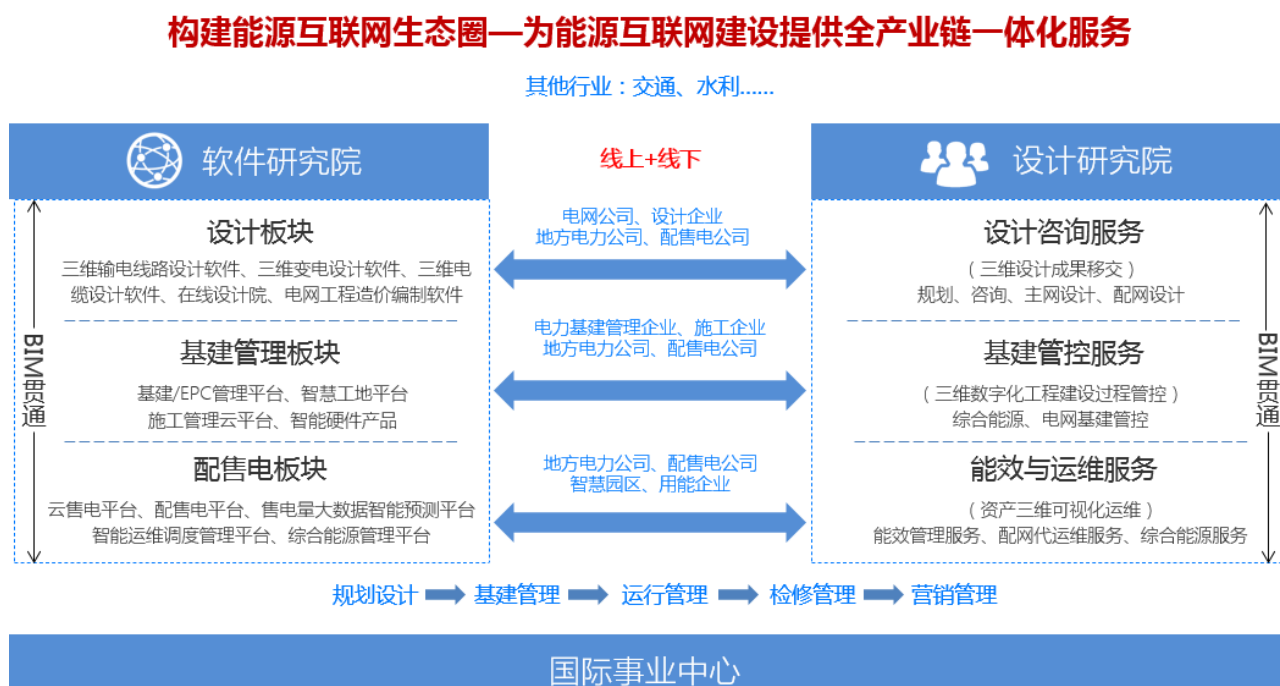 构建能源互联网生态圈—为能源互联网建设提供全产业链一体化服务
其他行业：交通、水利......
软件研究院
线上+线下
设计研究院
BIM贯通
设计板块
三维输电线路设计软件、三维变电设计软件、三维电
缆设计软件、在线设计院、电网工程造价编制软件
基建管理板块
基建/EPC管理平台、智慧工地平台
施工管理云平台、智能硬件产品
配售电板块
云售电平台、配售电平台、售电量大数据智能预测平台
智能运维调度管理平台、综合能源管理平台
电网公司、设计企业
地方电力公司、配售电公司
电力基建管理企业、施工企业
地方电力公司、配售电公司
地方电力公司、配售电公司
智慧园区、用能企业
设计咨询服务
（三维设计成果移交）
规划、咨询、主网设计、配网设计
基建管控服务
（三维数字化工程建设过程管控）
综合能源、电网基建管控
能效与运维服务
（资产三维可视化运维）
能效管理服务、配网代运维服务、综合能源服务
BIM贯通
规划设计 基建管理 运行管理 检修管理 营销管理
国际事业中心